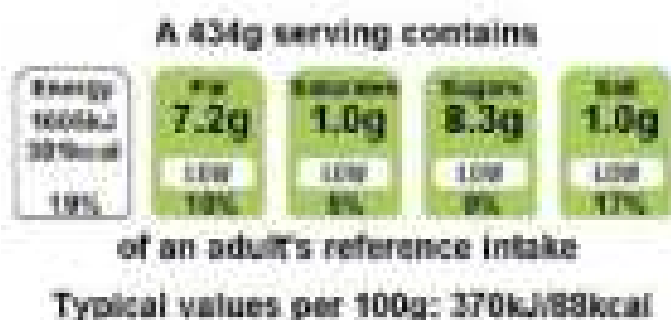 A 434g serving contains
Energy Fat Saturates Sugars Salt
7.2g 1.0g 8.3g 1.0g
LOW LOW LOW LOW
19% 10% 5% 9% 17%
of an adult's reference intake
Typical values per 100g: 370kJ/88kcal